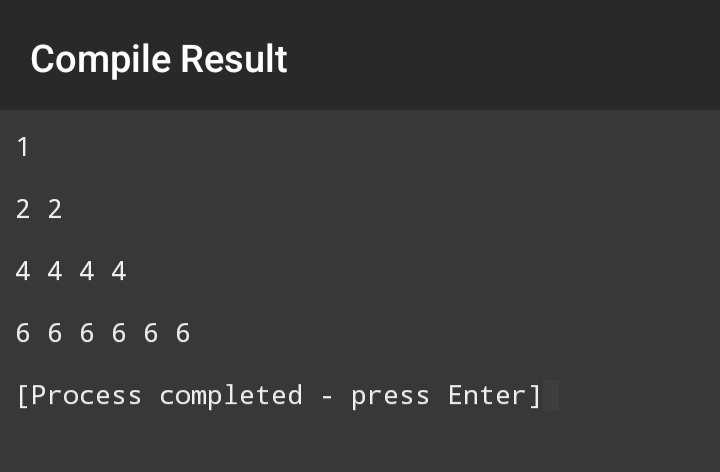 Compile Result
1
2 2
4 4 4 4
6 6 6 6 6 6
[Process completed - press Enter]